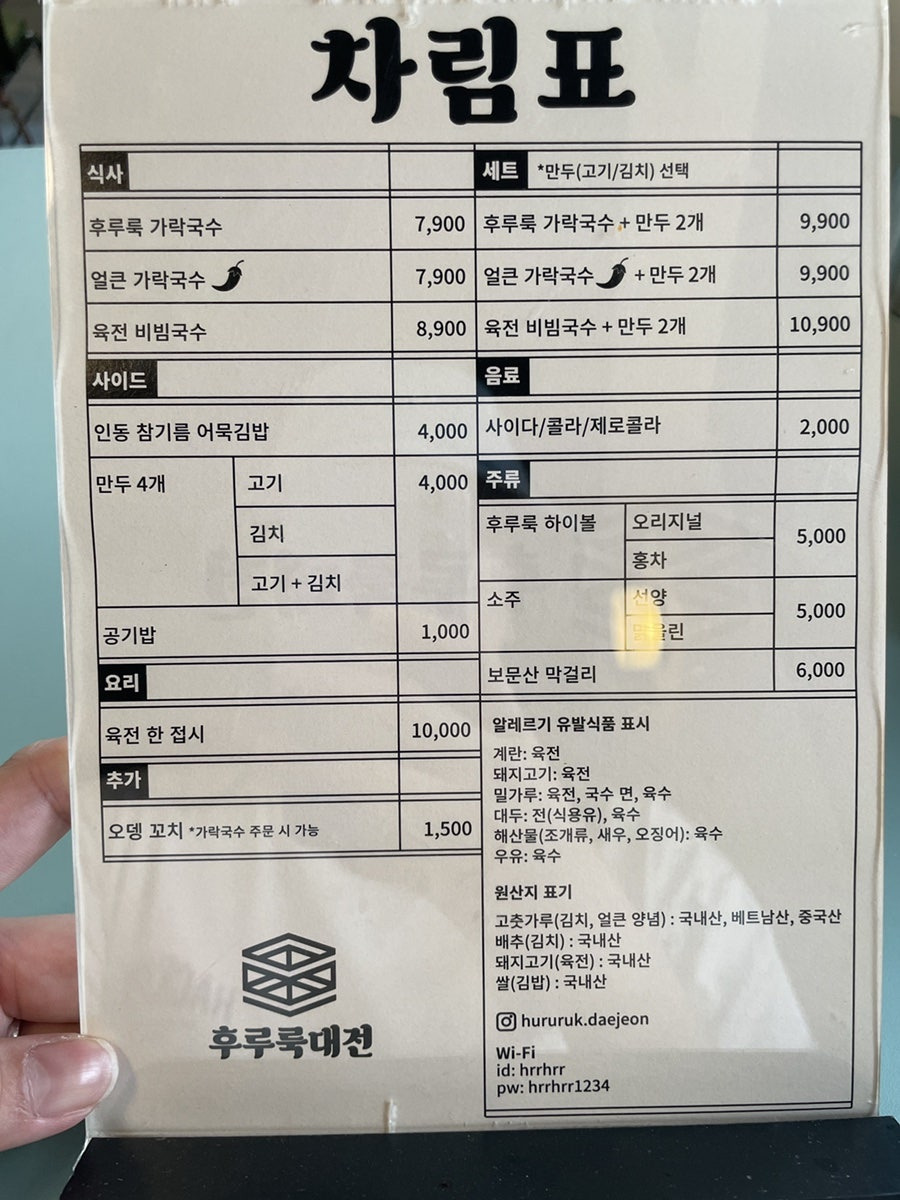 차림표
식사
후루룩 가락국수 7,900
얼큰 가락국수 7,900
육전 비빔국수 8,900
사이드
인동 참기름 어묵김밥 4,000
만두 4개 고기 4,000
김치
고기 + 김치
공기밥 1,000
요리
육전 한 접시 10,000
추가
오뎅 꼬치 *가락국수 주문 시 가능 1,500
후루룩대전
세트 *만두(고기/김치) 선택
후루룩 가락국수 + 만두 2개 9,900
얼큰 가락국수 + 만두 2개 9,900
육전 비빔국수 + 만두 2개 10,900
음료
사이다/콜라/제로콜라 2,000
주류
후루룩 하이볼 오리지널 5,000
홍차
소주 선양 5,000
맑을린
보문산 막걸리 6,000
알레르기 유발식품 표시
계란: 육전
돼지고기: 육전
밀가루: 육전, 국수 면, 육수
대두: 전(식용유), 육수
해산물(조개류, 새우, 오징어): 육수
우유: 육수
원산지 표기
고춧가루(김치, 얼큰 양념) : 국내산, 베트남산, 중국산
배추(김치) : 국내산
돼지고기(육전) : 국내산
쌀(김밥) : 국내산
hururuk.daejeon
Wi-Fi
id: hrrhrr
pw: hrrhrr1234